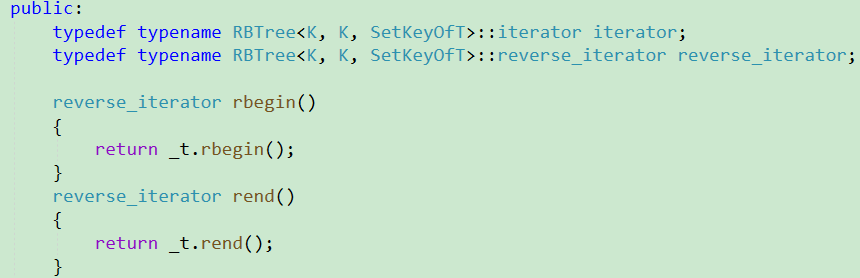 public:
    typedef typename RBTree<K, K, SetKeyOfT>::iterator iterator;
    typedef typename RBTree<K, K, SetKeyOfT>::reverse_iterator reverse_iterator;
    reverse_iterator rbegin()
    {
        return _t.rbegin();
    }
    reverse_iterator rend()
    {
        return _t.rend();
    }